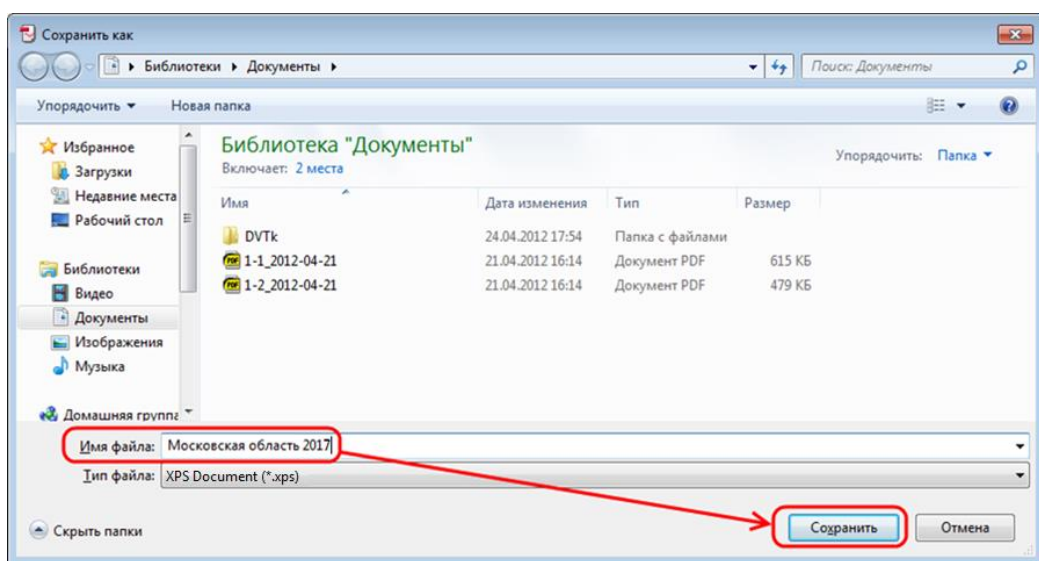 Сохранить как
Библиотеки ▸ Документы ▸ Поиск: Документы
Упорядочить Новая папка
Избранное
Загрузки
Недавние места
Рабочий стол
Библиотеки
Видео
Документы
Изображения
Музыка
Домашняя группа
Библиотека "Документы"
Включает: 2 места
Упорядочить: Папка
Имя Дата изменения Тип Размер
DVTk 24.04.2012 17:54 Папка с файлами
1-1_2012-04-21 21.04.2012 16:14 Документ PDF 615 КБ
1-2_2012-04-21 21.04.2012 16:14 Документ PDF 479 КБ
Имя файла: Московская область 2017
Тип файла: XPS Document (*.xps)
Скрыть папки Сохранить Отмена